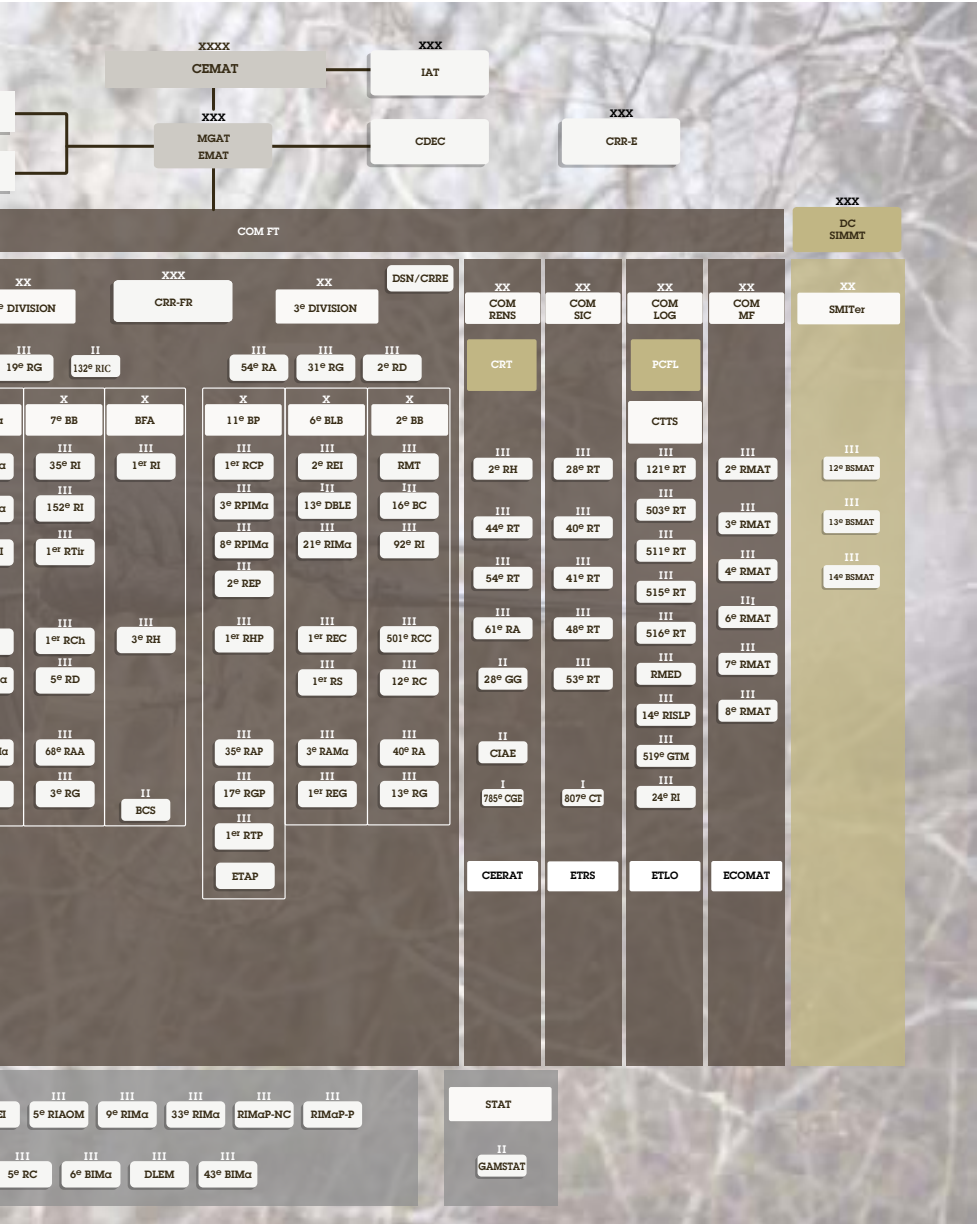 XXXX
CEMAT
XXX
IAT
XXX
MGAT
EMAT
CDEC
XXX
CRR-E
COM FT
XXX
DC
SIMMT
XX
e DIVISION
XXX
CRR-FR
XX
3e DIVISION
DSN/CRRE
XX
COM
RENS
XX
COM
SIC
XX
COM
LOG
XX
COM
MF
XX
SMITer
III
19e RG
II
132e RIC
III
54e RA
III
31e RG
III
2e RD
CRT
PCFL
CTTS
α
α
I
α
Iα
X
7e BB
III
35e RI
III
152e RI
III
1er RTir
III
1er RCh
III
5e RD
III
68e RAA
III
3e RG
X
BFA
III
1er RI
III
3e RH
II
BCS
X
11e BP
III
1er RCP
III
3e RPIMα
III
8e RPIMα
III
2e REP
III
1er RHP
III
35e RAP
III
17e RGP
III
1er RTP
ETAP
X
6e BLB
III
2e REI
III
13e DBLE
III
21e RIMα
III
1er REC
III
1er RS
III
3e RAMα
III
1er REG
X
2e BB
III
RMT
III
16e BC
III
92e RI
III
501e RCC
III
12e RC
III
40e RA
III
13e RG
III
2e RH
III
44e RT
III
54e RT
III
61e RA
II
28e GG
II
CIAE
I
785e CGE
CEERAT
III
28e RT
III
40e RT
III
41e RT
III
48e RT
III
53e RT
I
807e CT
ETRS
III
121e RT
III
503e RT
III
511e RT
III
515e RT
III
516e RT
III
RMED
III
14e RISLP
III
519e GTM
III
24e RI
ETLO
III
2e RMAT
III
3e RMAT
III
4e RMAT
III
6e RMAT
III
7e RMAT
III
8e RMAT
ECOMAT
III
12e BSMAT
III
13e BSMAT
III
14e BSMAT
EI
III
5e RIAOM
III
9e RIMα
III
33e RIMα
III
RIMαP-NC
III
RIMαP-P
III
5e RC
III
6e BIMα
III
DLEM
III
43e BIMα
STAT
II
GAMSTAT